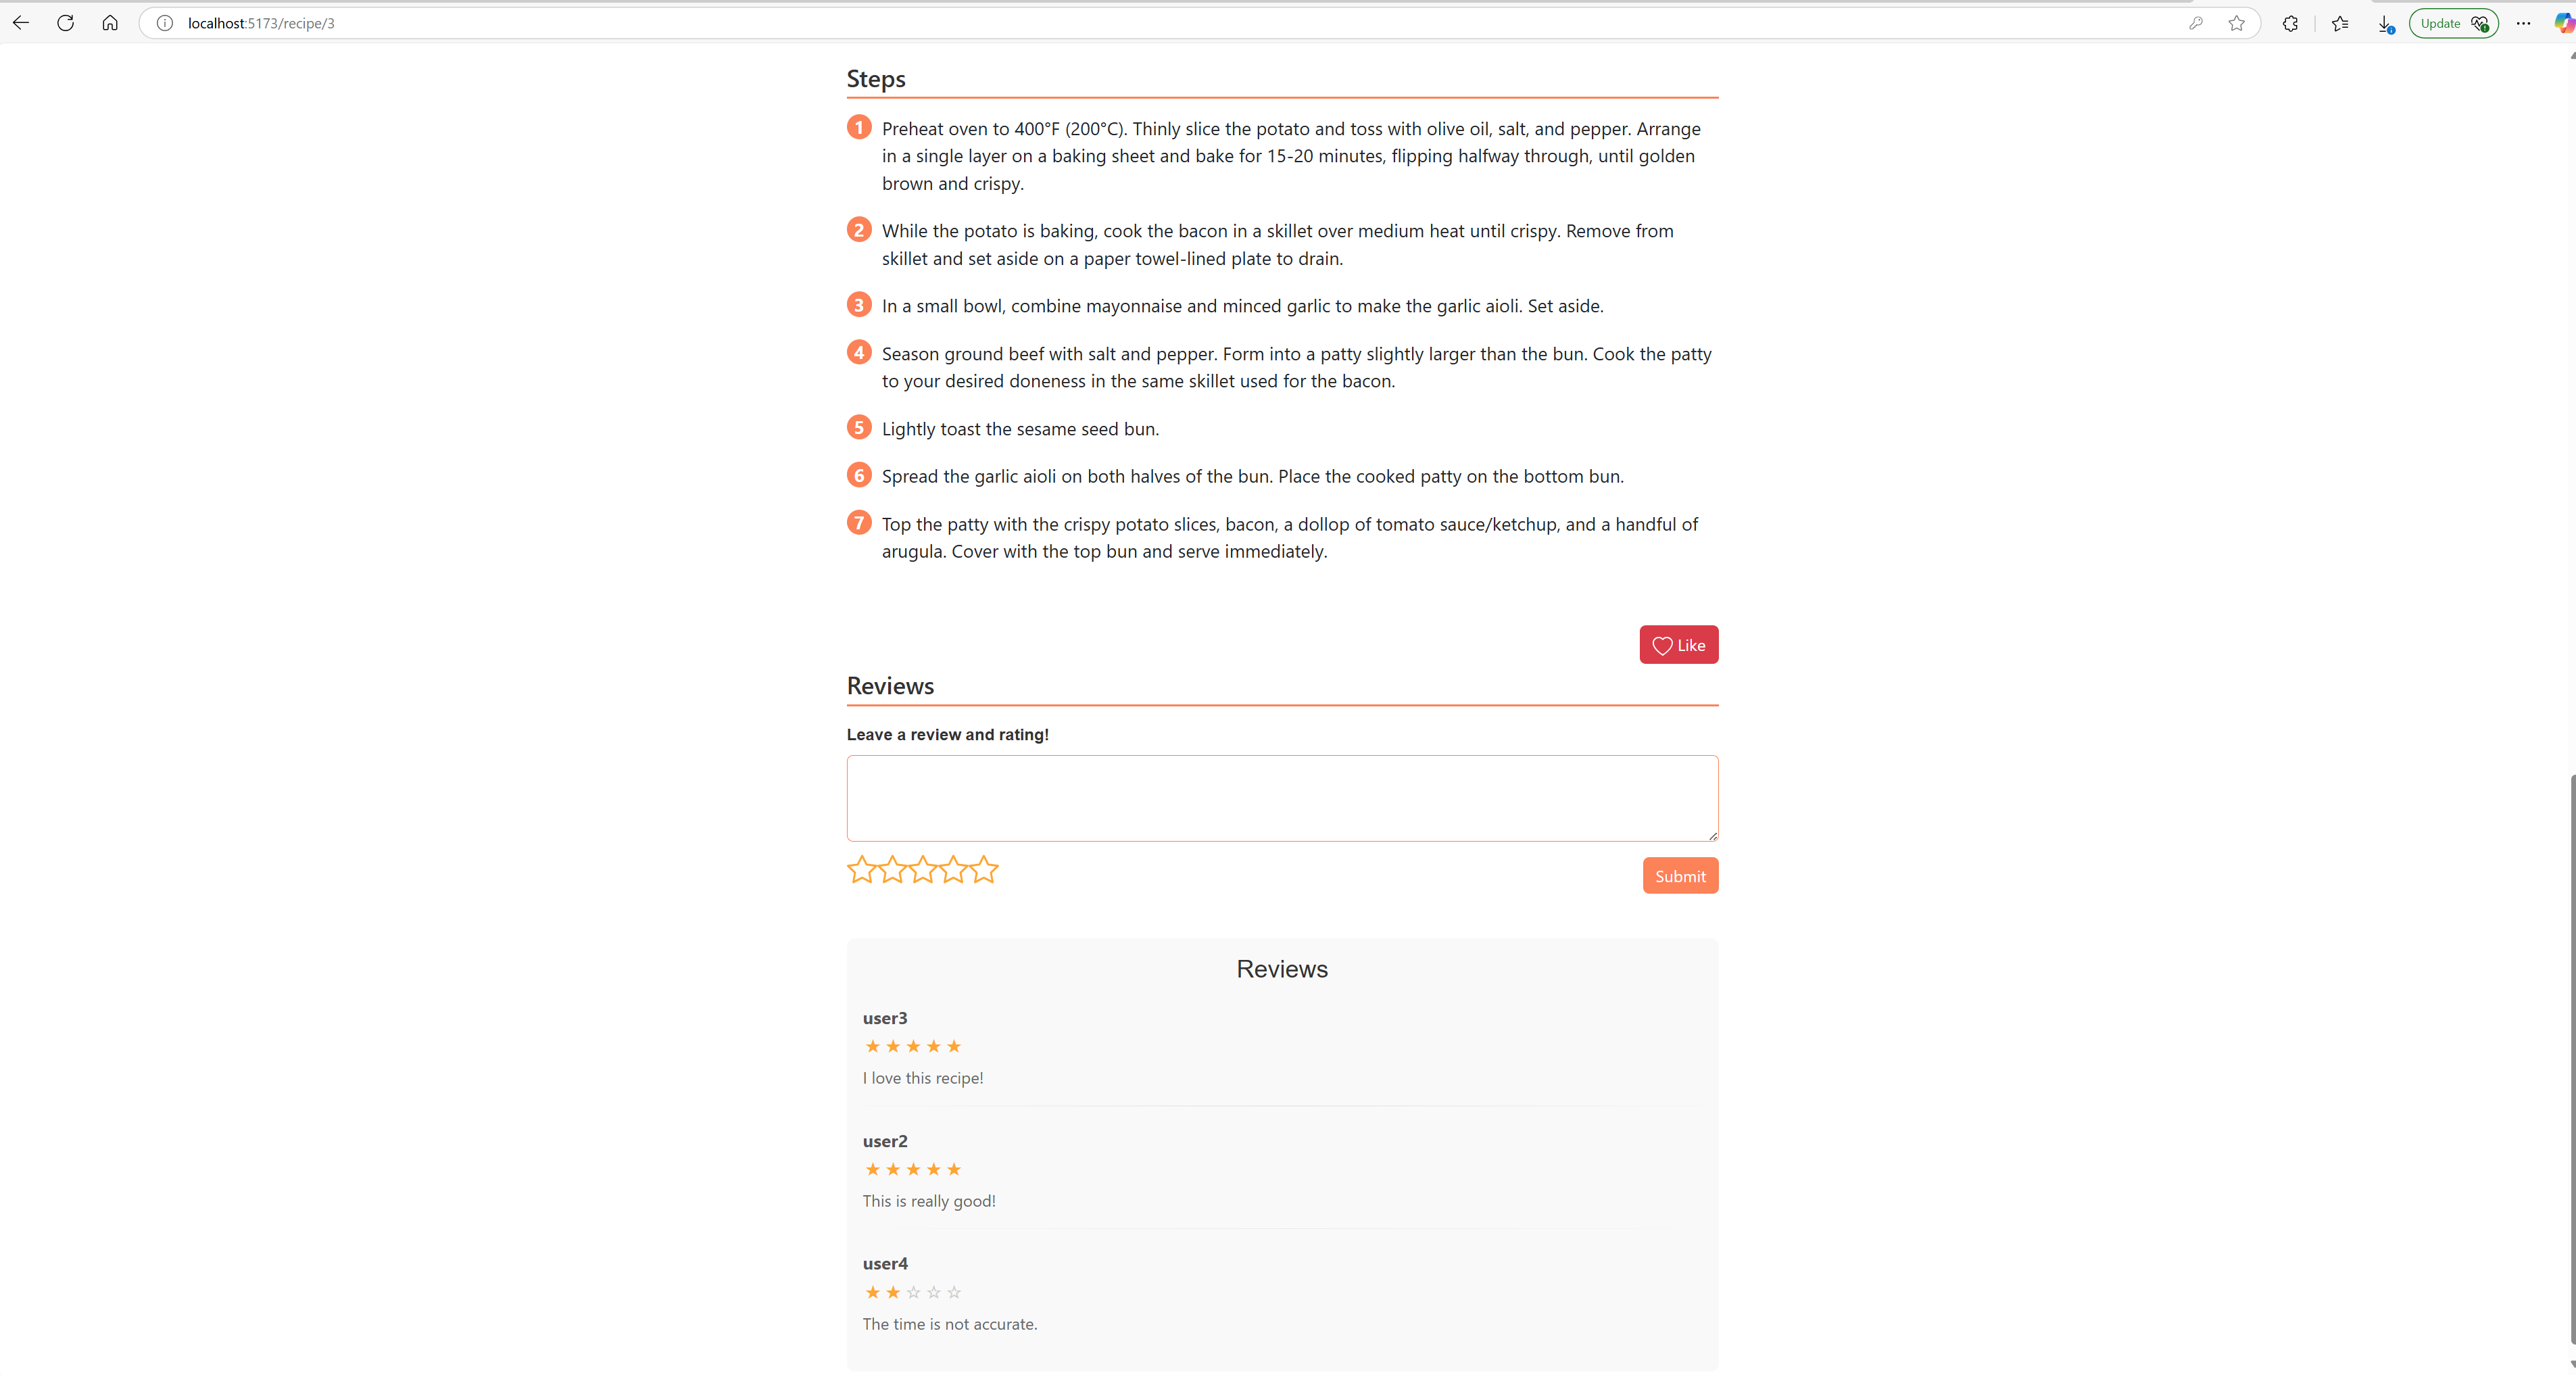 localhost:5173/recipe/3
Update
Steps
1 Preheat oven to 400°F (200°C). Thinly slice the potato and toss with olive oil, salt, and pepper. Arrange
in a single layer on a baking sheet and bake for 15-20 minutes, flipping halfway through, until golden
brown and crispy.
2 While the potato is baking, cook the bacon in a skillet over medium heat until crispy. Remove from
skillet and set aside on a paper towel-lined plate to drain.
3 In a small bowl, combine mayonnaise and minced garlic to make the garlic aioli. Set aside.
4 Season ground beef with salt and pepper. Form into a patty slightly larger than the bun. Cook the patty
to your desired doneness in the same skillet used for the bacon.
5 Lightly toast the sesame seed bun.
6 Spread the garlic aioli on both halves of the bun. Place the cooked patty on the bottom bun.
7 Top the patty with the crispy potato slices, bacon, a dollop of tomato sauce/ketchup, and a handful of
arugula. Cover with the top bun and serve immediately.
Like
Reviews
Leave a review and rating!
Submit
Reviews
user3
I love this recipe!
user2
This is really good!
user4
The time is not accurate.